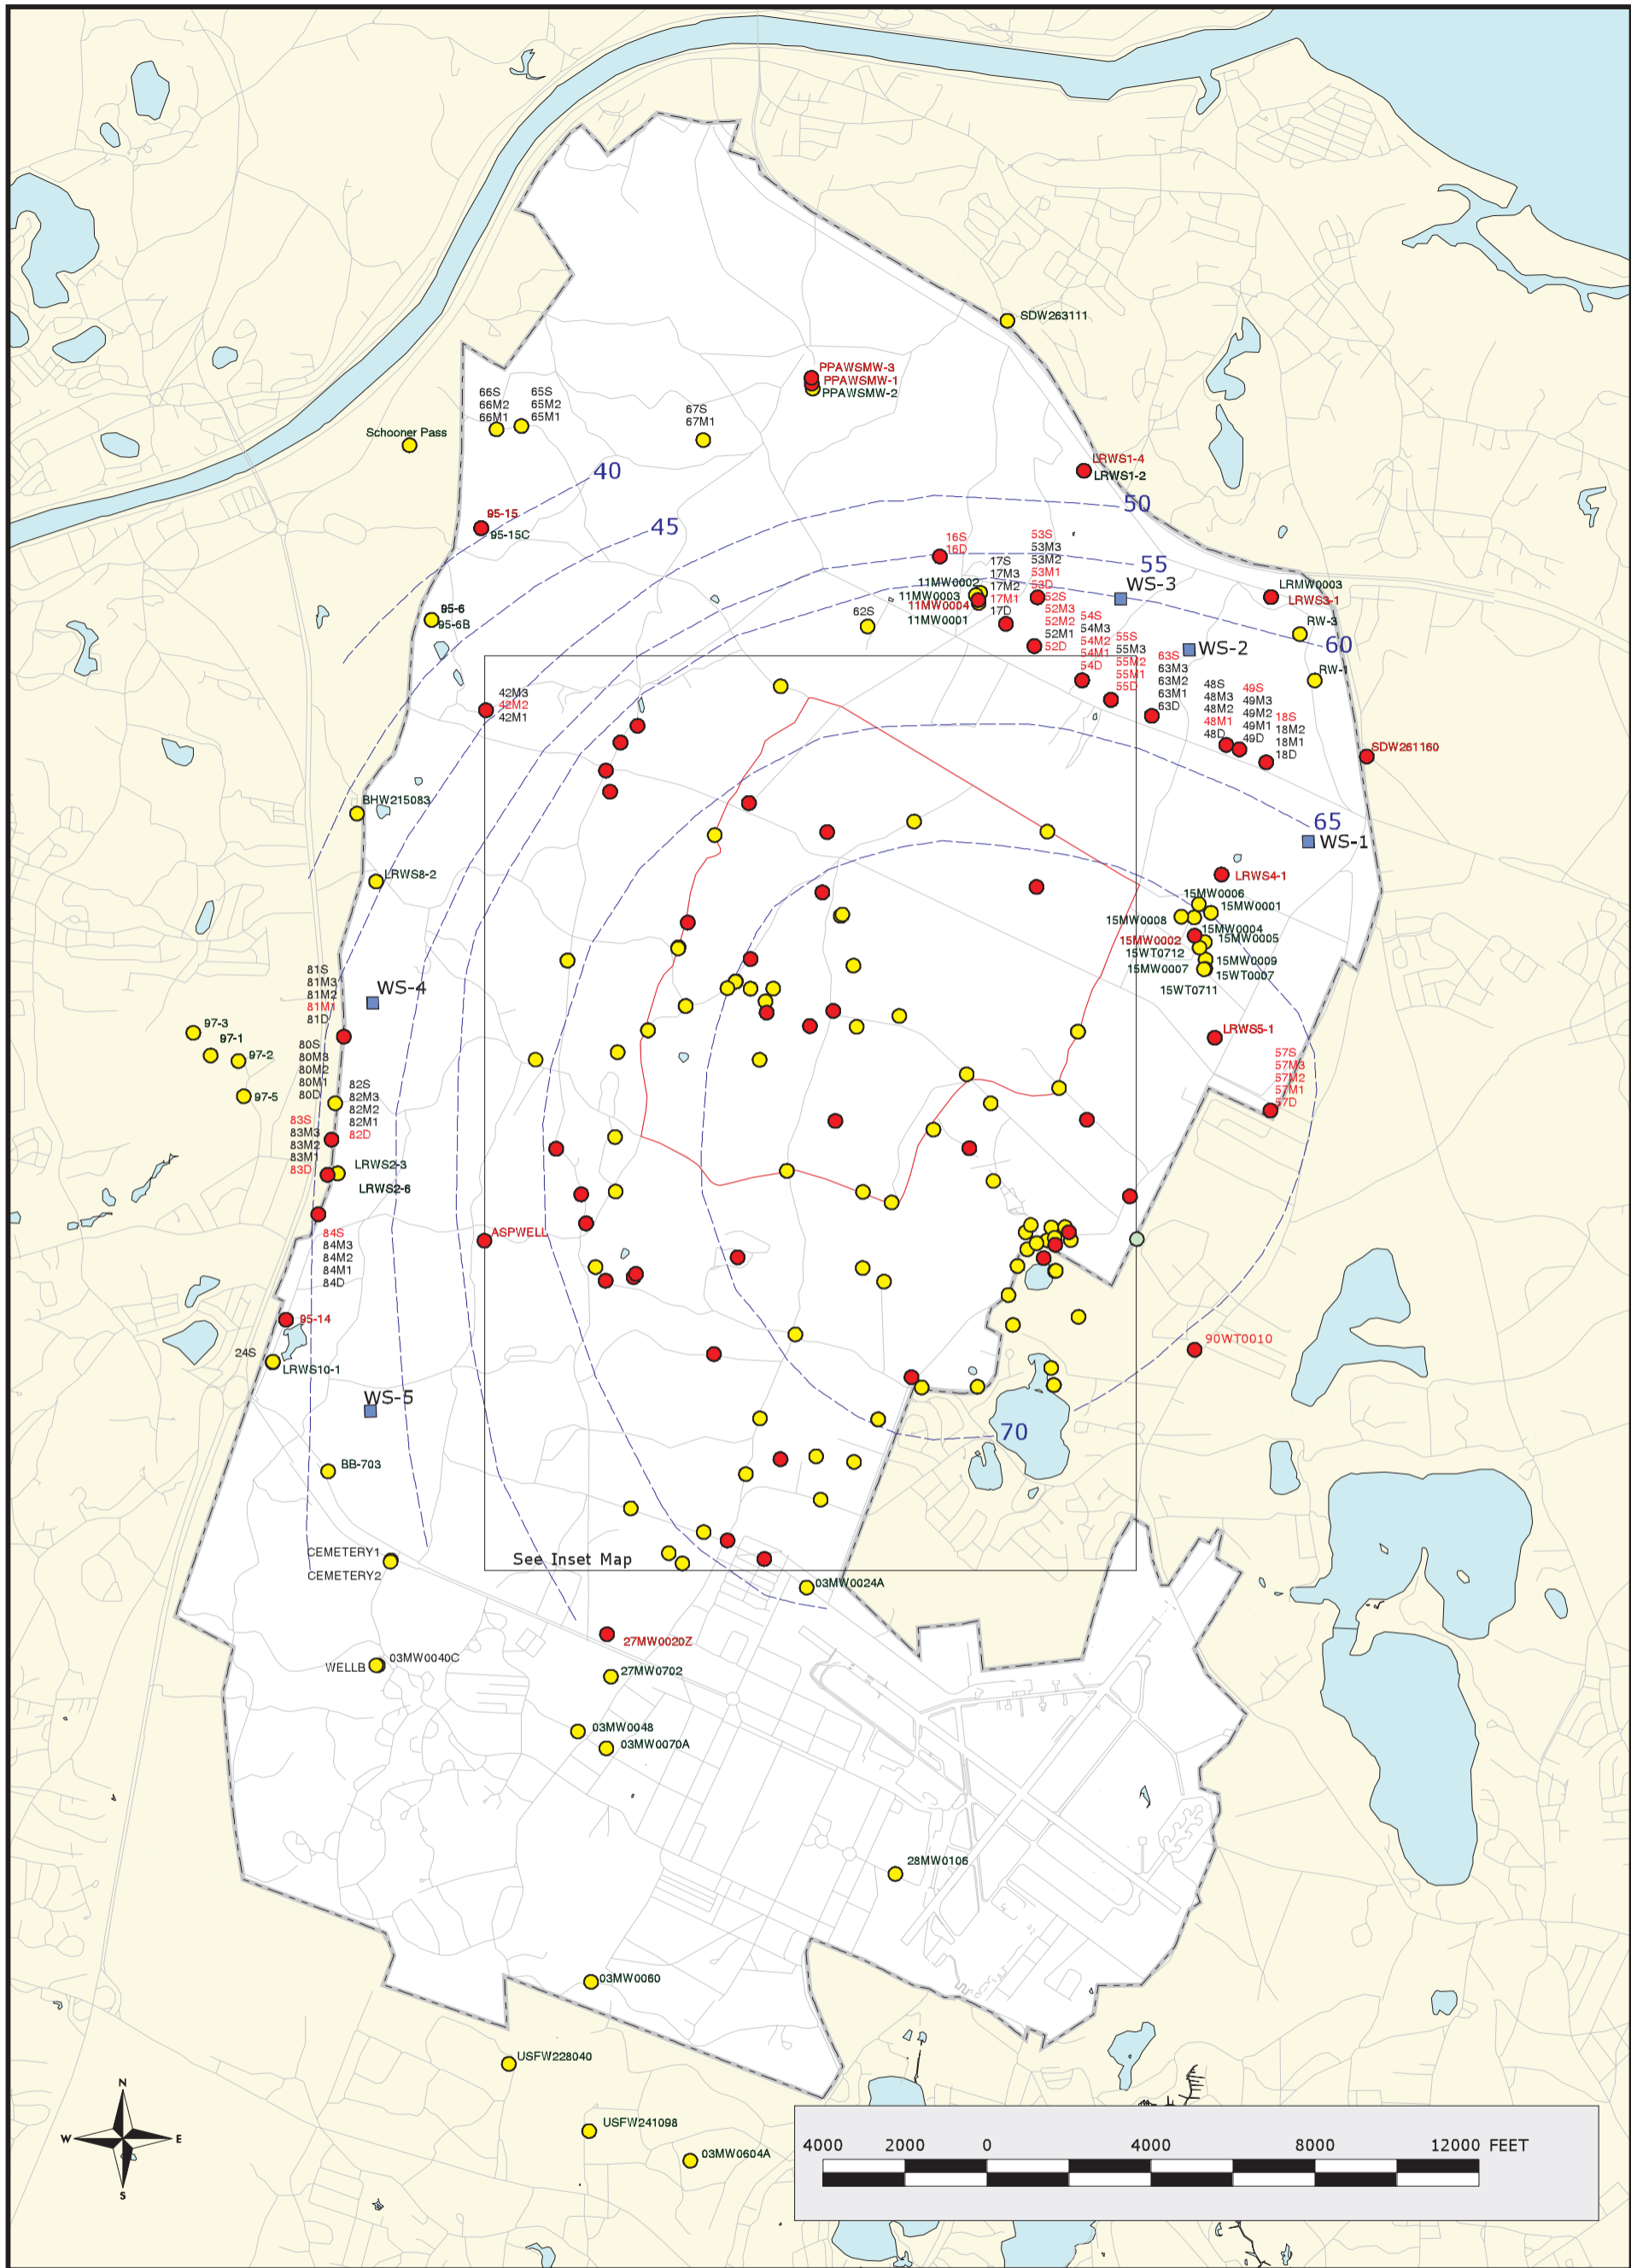 SDW263111
PPAWSMW-3
PPAWSMW-1
PPAWSMW-2
66S
66M2
66M1
65S
65M2
65M1
67S
67M1
Schooner Pass
LRWS1-4
LRWS1-2
40
45
50
55
95-15
95-15C
16S
16D
17S
17M3
17M2
17M1
17D
53S
53M3
53M2
53M1
53D
11MW0002
11MW0003
11MW0004
11MW0001
WS-3
LRMW0003
LRWS3-1
52S
52M3
52M2
52M1
52D
95-6
95-6B
62S
54S
54M3
54M2
54M1
54D
55S
55M3
55M2
55M1
55D
WS-2
RW-3
60
RW-1
63S
63M3
63M2
63M1
63D
48S
48M3
48M2
48M1
48D
49S
49M3
49M2
49M1
49D
18S
18M2
18M1
18D
42M3
42M2
42M1
SDW261160
BHW215083
65
WS-1
LRWS8-2
LRWS4-1
15MW0006
15MW0001
15MW0008
15MW0004
15MW0002
15MW0005
15WT0712
15MW0009
15MW0007
15WT0007
15WT0711
81S
81M3
81M2
81M1
81D
WS-4
97-3
97-1
97-2
97-5
80S
80M3
80M2
80M1
80D
LRWS5-1
57S
57M3
57M2
57M1
57D
82S
82M3
82M2
82M1
82D
83S
83M3
83M2
83M1
83D
LRWS2-3
LRWS2-6
84S
84M3
84M2
84M1
84D
ASPWELL
95-14
90WT0010
24S
LRWS10-1
WS-5
70
BB-703
CEMETERY1
CEMETERY2
See Inset Map
03MW0024A
27MW0020Z
WELLB
03MW0040C
27MW0702
03MW0048
03MW0070A
28MW0106
03MW0060
USFW228040
USFW241098
03MW0604A
N
W
E
S
4000 2000 0 4000 8000 12000 FEET